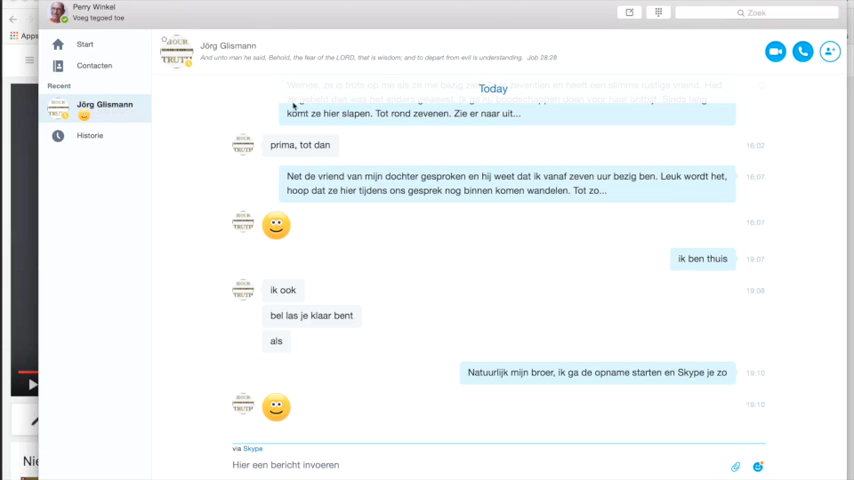 Perry Winkel
Voeg tegoed toe
Zoek
Apps
Start
Contacten
Recent
Jörg Glismann
Historie
Jörg Glismann
And unto man he said, Behold, the fear of the LORD, that is wisdom; and to depart from evil is understanding. Job 28:28
Today
komt ze hier slapen. Tot rond zevenen. Zie er naar uit...
prima, tot dan
16:02
Net de vriend van mijn dochter gesproken en hij weet dat ik vanaf zeven uur bezig ben. Leuk wordt het,
hoop dat ze hier tijdens ons gesprek nog binnen komen wandelen. Tot zo...
16:07
16:07
ik ben thuis
19:07
ik ook
19:08
bel las je klaar bent
als
Natuurlijk mijn broer, ik ga de opname starten en Skype je zo
19:10
19:10
via Skype
Hier een bericht invoeren
Nie